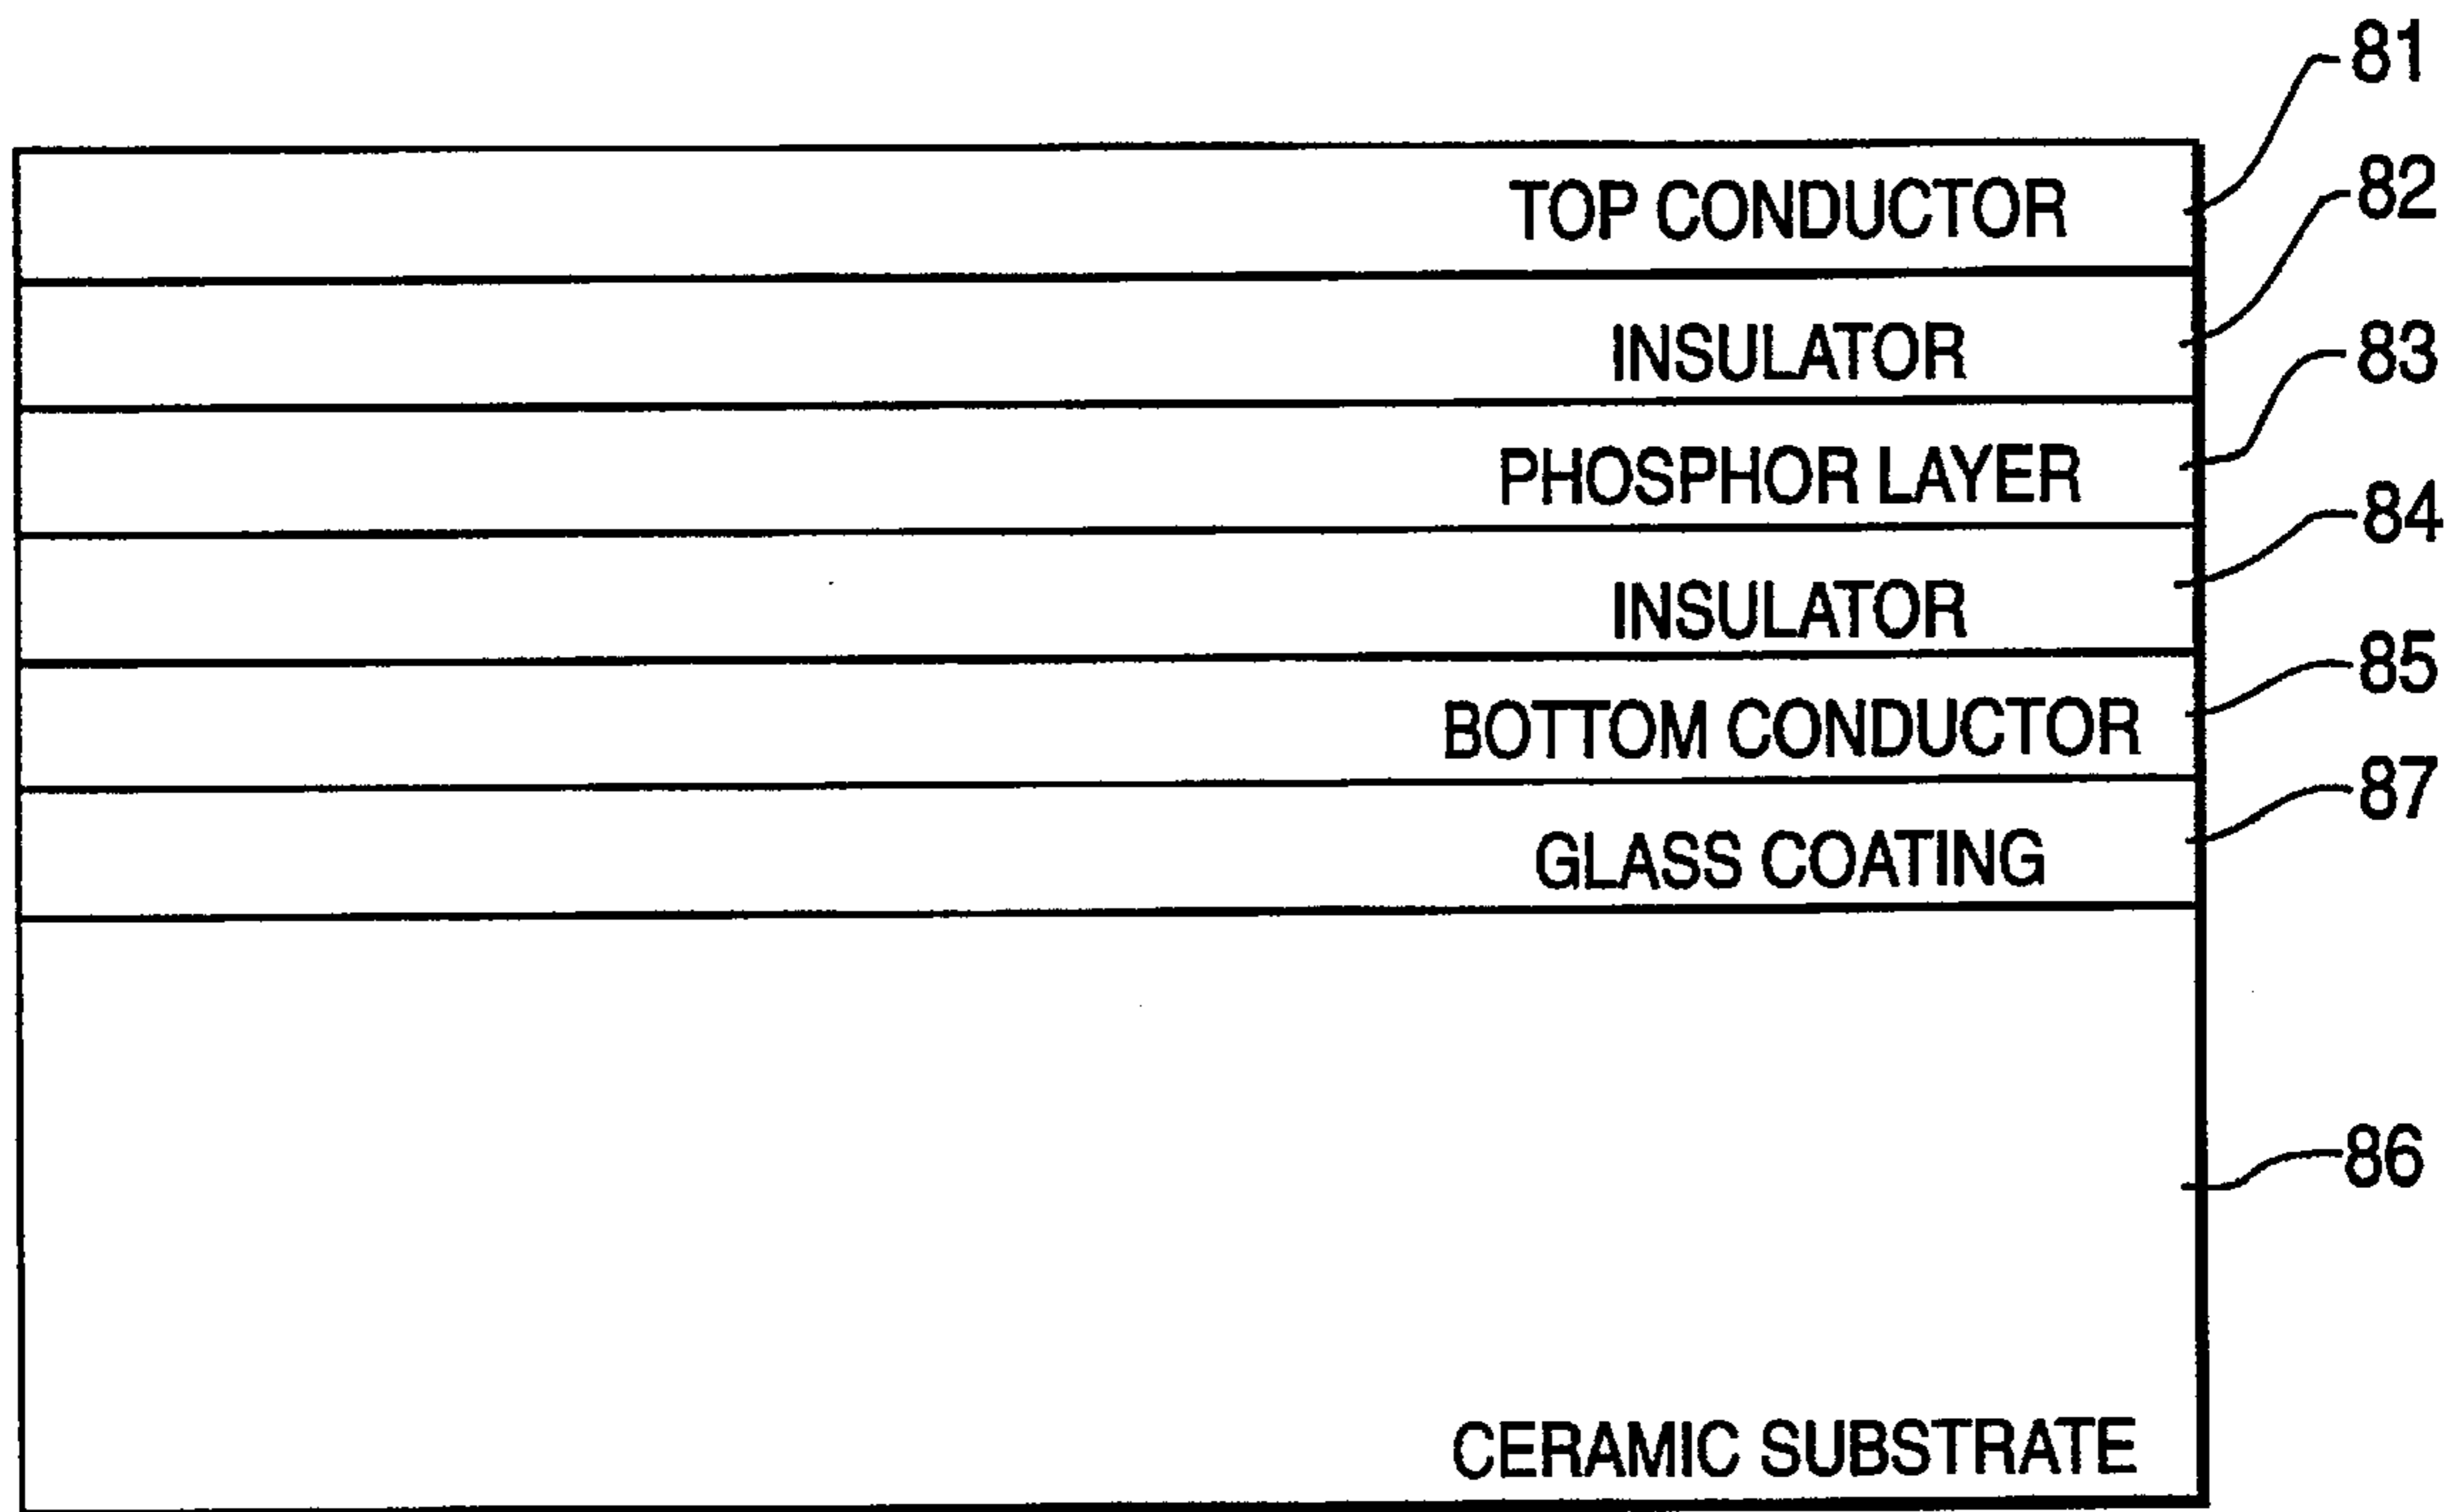 81
TOP CONDUCTOR
82
INSULATOR
83
PHOSPHOR LAYER
84
INSULATOR
85
BOTTOM CONDUCTOR
87
GLASS COATING
86
CERAMIC SUBSTRATE